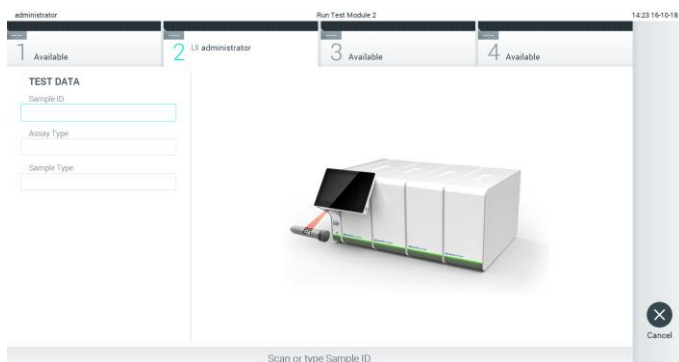 administrator
Run Test Module 2
14:23 16-10-18
1 Available
2 UI administrator
3 Available
4 Available
TEST DATA
Sample ID
Assay Type
Sample Type
Cancel
Scan or type Sample ID